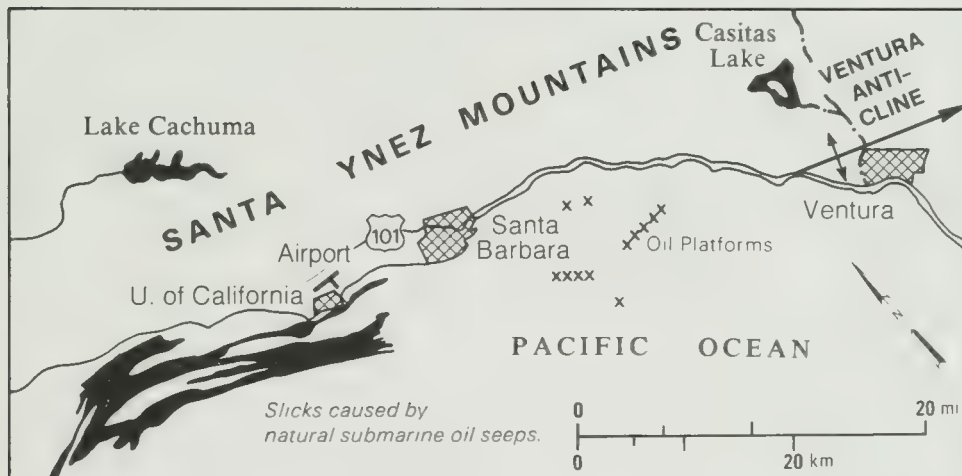 Casitas
Lake
VENTURA
ANTI-
CLINE
Lake Cachuma
SANTA YNEZ MOUNTAINS
101
Airport
Santa
Barbara
Ventura
Oil Platforms
U. of California
N
PACIFIC OCEAN
Slicks caused by
natural submarine oil seeps.
0 20 mi
0 20 km